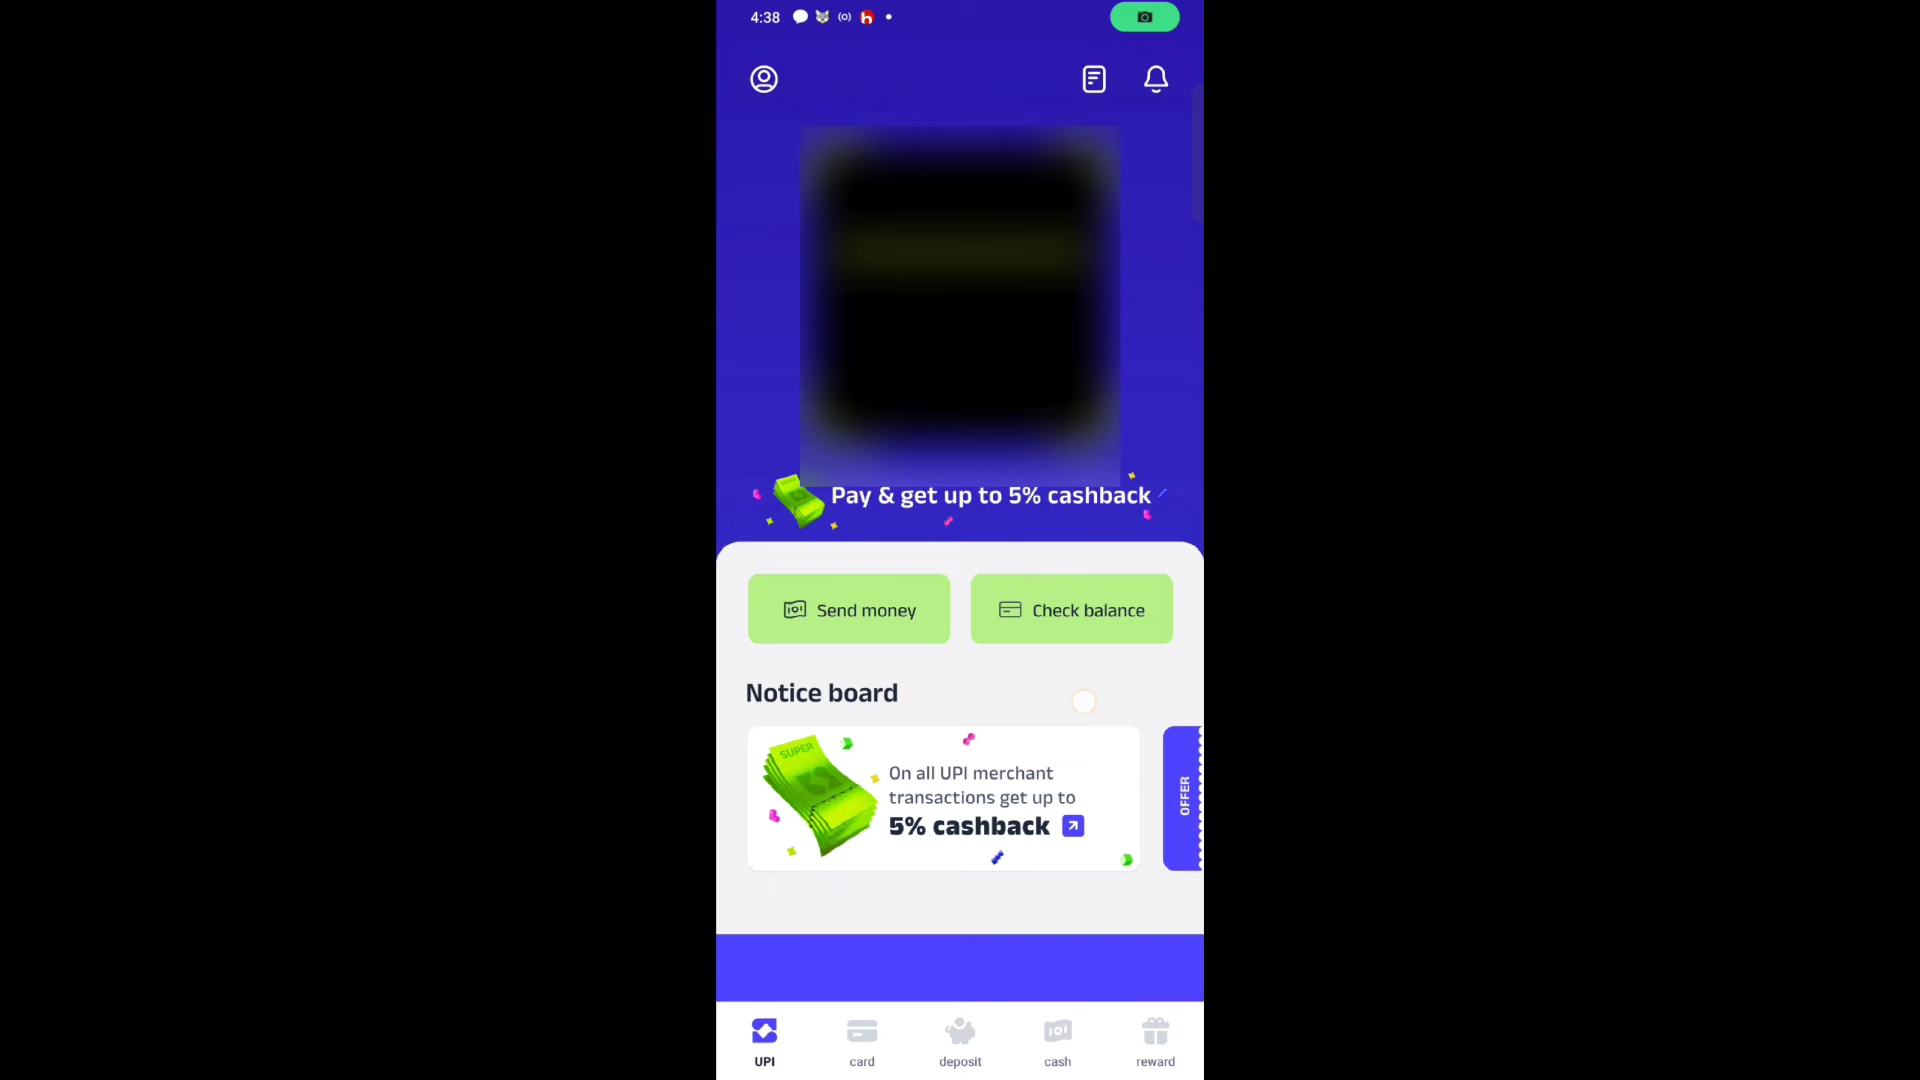 4:38
Pay & get up to 5% cashback
Send money
Check balance
Notice board
SUPER
On all UPI merchant
transactions get up to
5% cashback
OFFER
UPI
card
deposit
cash
reward